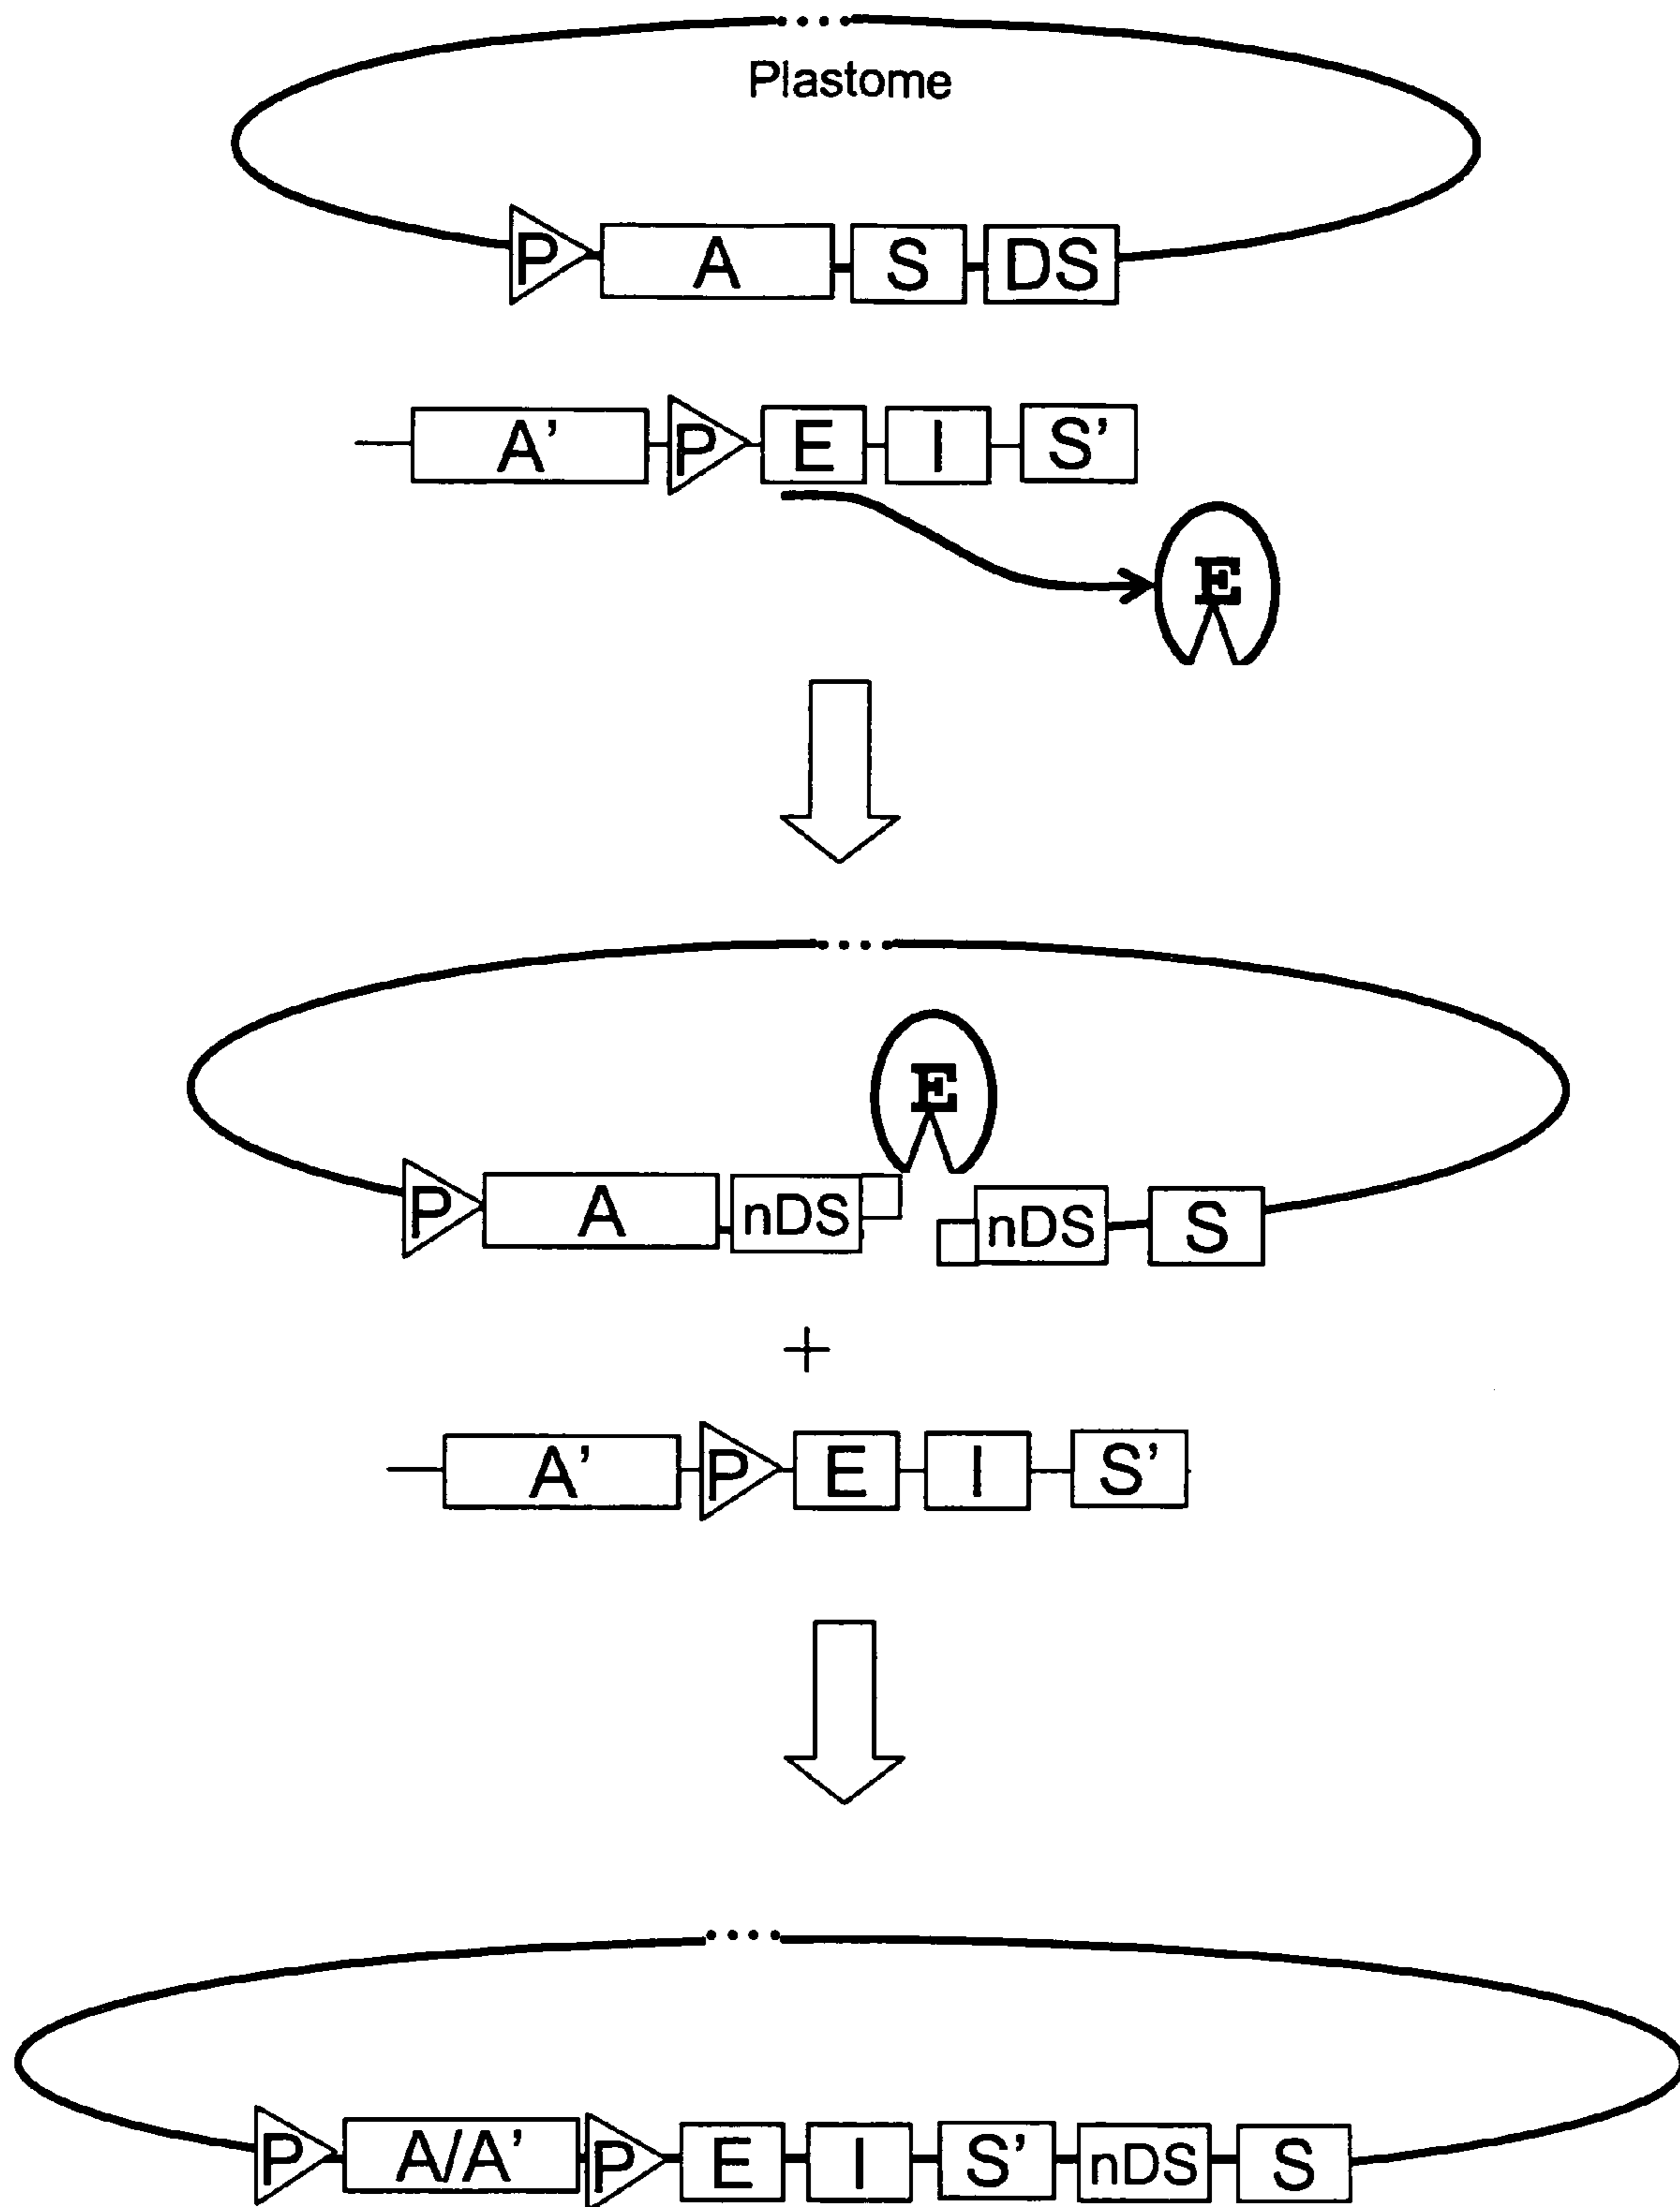 Plastome
P A S DS
A' P E I S'
E
E
P A nDS nDS S
+
A' P E I S'
P A/A' P E I S' nDS S